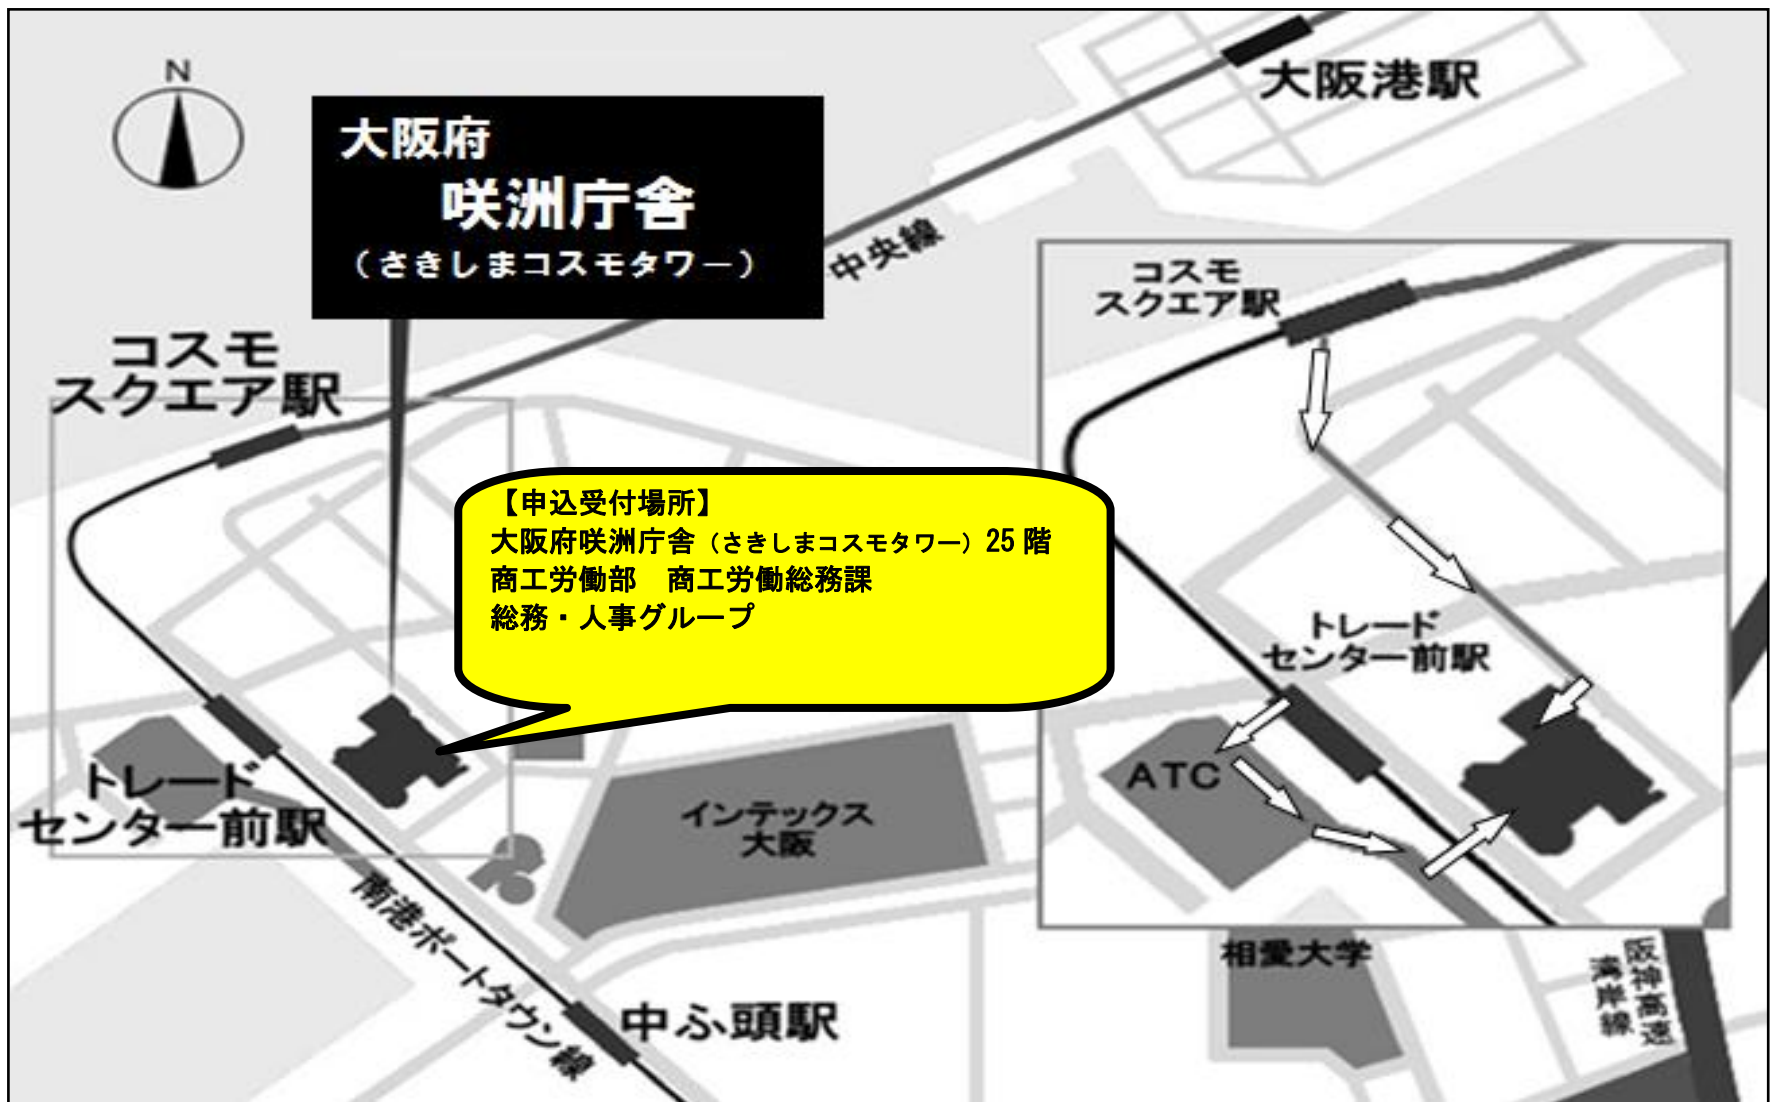 N
大阪府
咲洲庁舎
（さきしまコスモタワー）
大阪港駅
中央線
コスモ
スクエア駅
【申込受付場所】
大阪府咲洲庁舎（さきしまコスモタワー）25階
商工労働部　商工労働総務課
総務・人事グループ
トレード
センター前駅
インテックス
大阪
南港ポートタウン線
中ふ頭駅
コスモ
スクエア駅
トレード
センター前駅
ATC
相愛大学
阪神高速
湾岸線